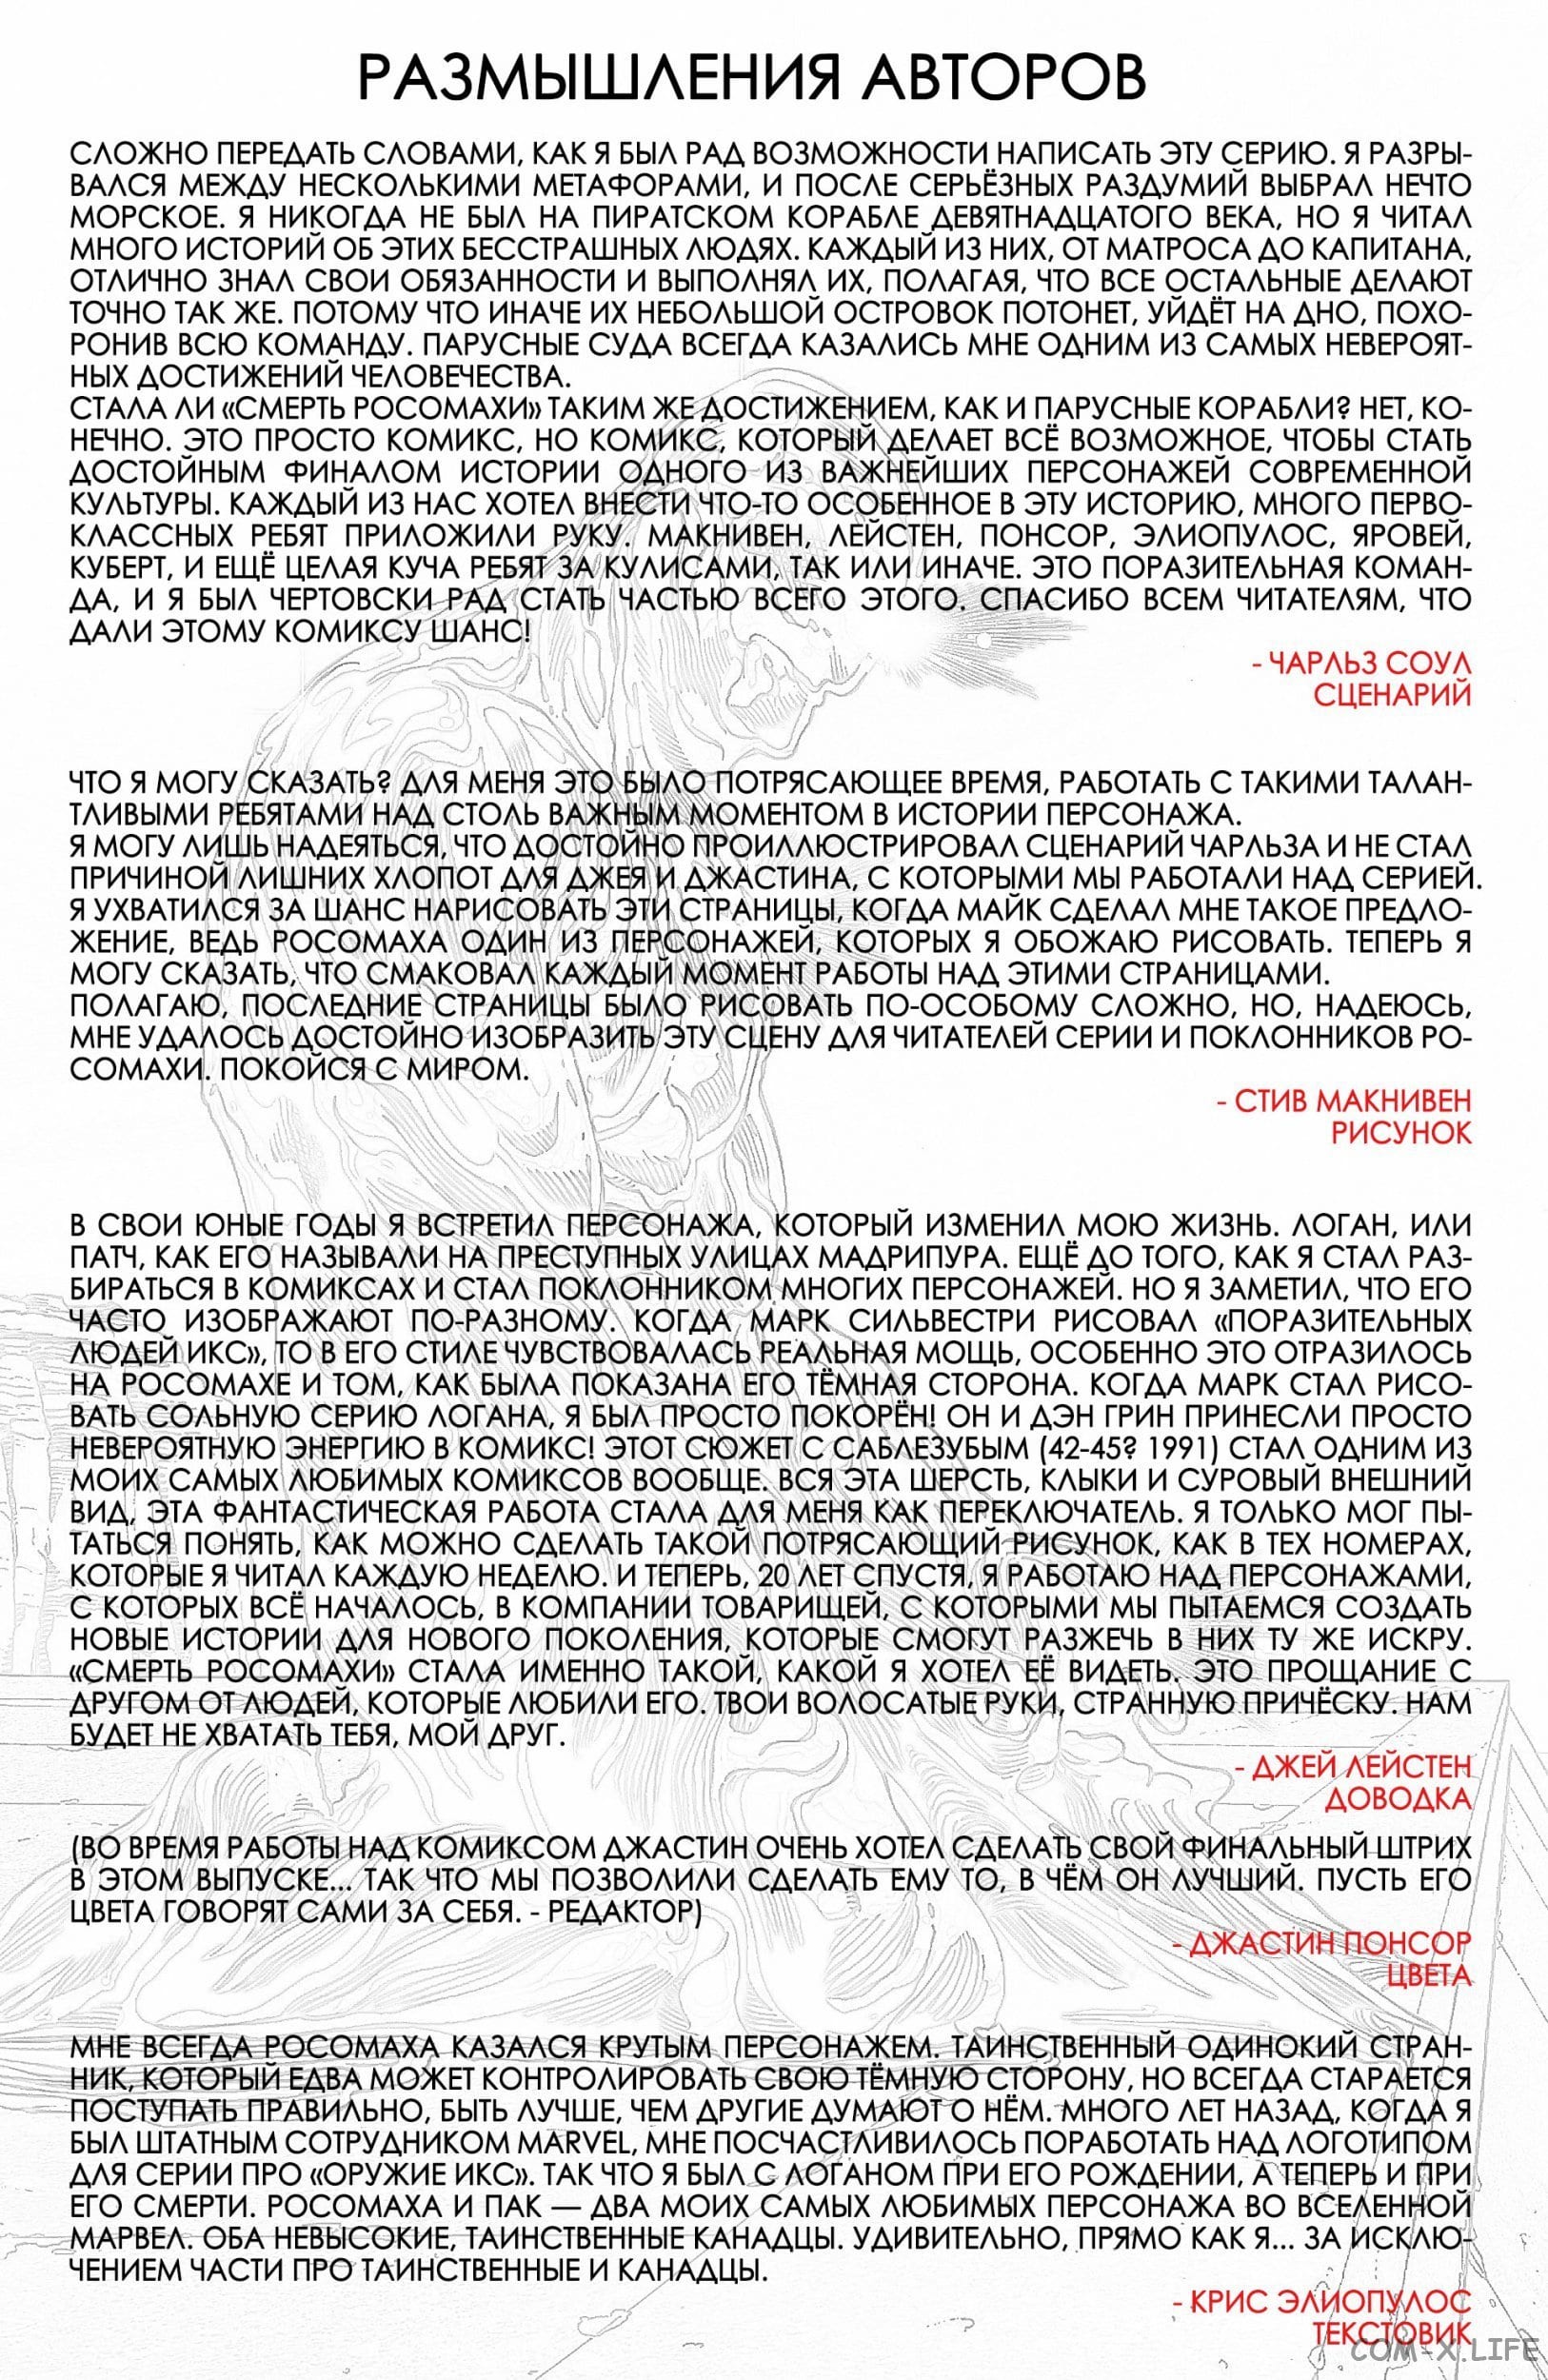 РАЗМЫШЛЕНИЯ АВТОРОВ
СЛОЖНО ПЕРЕДАТЬ СЛОВАМИ, КАК Я БЫЛ РАД ВОЗМОЖНОСТИ НАПИСАТЬ ЭТУ СЕРИЮ. Я РАЗРЫ-
ВАЛСЯ МЕЖДУ НЕСКОЛЬКИМИ МЕТАФОРАМИ, И ПОСЛЕ СЕРЬЁЗНЫХ РАЗДУМИЙ ВЫБРАЛ НЕЧТО
МОРСКОЕ. Я НИКОГДА НЕ БЫЛ НА ПИРАТСКОМ КОРАБЛЕ ДЕВЯТНАДЦАТОГО ВЕКА, НО Я ЧИТАЛ
МНОГО ИСТОРИЙ ОБ ЭТИХ БЕССТРАШНЫХ ЛЮДЯХ. КАЖДЫЙ ИЗ НИХ, ОТ МАТРОСА ДО КАПИТАНА,
ОТЛИЧНО ЗНАЛ СВОИ ОБЯЗАННОСТИ И ВЫПОЛНЯЛ ИХ, ПОЛАГАЯ, ЧТО ВСЕ ОСТАЛЬНЫЕ ДЕЛАЮТ
ТОЧНО ТАК ЖЕ. ПОТОМУ ЧТО ИНАЧЕ ИХ НЕБОЛЬШОЙ ОСТРОВОК ПОТОНЕТ, УЙДЁТ НА ДНО, ПОХО-
РОНИВ ВСЮ КОМАНДУ. ПАРУСНЫЕ СУДА ВСЕГДА КАЗАЛИСЬ МНЕ ОДНИМ ИЗ САМЫХ НЕВЕРОЯТ-
НЫХ ДОСТИЖЕНИЙ ЧЕЛОВЕЧЕСТВА.
СТАЛА ЛИ «СМЕРТЬ РОСОМАХИ» ТАКИМ ЖЕ ДОСТИЖЕНИЕМ, КАК И ПАРУСНЫЕ КОРАБЛИ? НЕТ, КО-
НЕЧНО. ЭТО ПРОСТО КОМИКС, НО КОМИКС, КОТОРЫЙ ДЕЛАЕТ ВСЁ ВОЗМОЖНОЕ, ЧТОБЫ СТАТЬ
ДОСТОЙНЫМ ФИНАЛОМ ИСТОРИИ ОДНОГО ИЗ ВАЖНЕЙШИХ ПЕРСОНАЖЕЙ СОВРЕМЕННОЙ
КУЛЬТУРЫ. КАЖДЫЙ ИЗ НАС ХОТЕЛ ВНЕСТИ ЧТО-ТО ОСОБЕННОЕ В ЭТУ ИСТОРИЮ, МНОГО ПЕРВО-
КЛАССНЫХ РЕБЯТ ПРИЛОЖИЛИ РУКУ. МАКНИВЕН, ЛЕЙСТЕН, ПОНСОР, ЭЛИОПУЛОС, ЯРОВЕЙ,
КУБЕРТ, И ЕЩЁ ЦЕЛАЯ КУЧА РЕБЯТ ЗА КУЛИСАМИ, ТАК ИЛИ ИНАЧЕ. ЭТО ПОРАЗИТЕЛЬНАЯ КОМАН-
ДА, И Я БЫЛ ЧЕРТОВСКИ РАД СТАТЬ ЧАСТЬЮ ВСЕГО ЭТОГО. СПАСИБО ВСЕМ ЧИТАТЕЛЯМ, ЧТО
ДАЛИ ЭТОМУ КОМИКСУ ШАНС!
- ЧАРЛЬЗ СОУЛ
СЦЕНАРИЙ
ЧТО Я МОГУ СКАЗАТЬ? ДЛЯ МЕНЯ ЭТО БЫЛО ПОТРЯСАЮЩЕЕ ВРЕМЯ, РАБОТАТЬ С ТАКИМИ ТАЛАН-
ТЛИВЫМИ РЕБЯТАМИ НАД СТОЛЬ ВАЖНЫМ МОМЕНТОМ В ИСТОРИИ ПЕРСОНАЖА.
Я МОГУ ЛИШЬ НАДЕЯТЬСЯ, ЧТО ДОСТОЙНО ПРОИЛЛЮСТРИРОВАЛ СЦЕНАРИЙ ЧАРЛЬЗА И НЕ СТАЛ
ПРИЧИНОЙ ЛИШНИХ ХЛОПОТ ДЛЯ ДЖЕЯ И ДЖАСТИНА, С КОТОРЫМИ МЫ РАБОТАЛИ НАД СЕРИЕЙ.
Я УХВАТИЛСЯ ЗА ШАНС НАРИСОВАТЬ ЭТИ СТРАНИЦЫ, КОГДА МАЙК СДЕЛАЛ МНЕ ТАКОЕ ПРЕДЛО-
ЖЕНИЕ, ВЕДЬ РОСОМАХА ОДИН ИЗ ПЕРСОНАЖЕЙ, КОТОРЫХ Я ОБОЖАЮ РИСОВАТЬ. ТЕПЕРЬ Я
МОГУ СКАЗАТЬ, ЧТО СМАКОВАЛ КАЖДЫЙ МОМЕНТ РАБОТЫ НАД ЭТИМИ СТРАНИЦАМИ.
ПОЛАГАЮ, ПОСЛЕДНИЕ СТРАНИЦЫ БЫЛО РИСОВАТЬ ПО-ОСОБОМУ СЛОЖНО, НО, НАДЕЮСЬ,
МНЕ УДАЛОСЬ ДОСТОЙНО ИЗОБРАЗИТЬ ЭТУ СЦЕНУ ДЛЯ ЧИТАТЕЛЕЙ СЕРИИ И ПОКЛОННИКОВ РО-
СОМАХИ. ПОКОЙСЯ С МИРОМ.
- СТИВ МАКНИВЕН
РИСУНОК
В СВОИ ЮНЫЕ ГОДЫ Я ВСТРЕТИЛ ПЕРСОНАЖА, КОТОРЫЙ ИЗМЕНИЛ МОЮ ЖИЗНЬ. ЛОГАН, ИЛИ
ПАТЧ, КАК ЕГО НАЗЫВАЛИ НА ПРЕСТУПНЫХ УЛИЦАХ МАДРИПУРА. ЕЩЁ ДО ТОГО, КАК Я СТАЛ РАЗ-
БИРАТЬСЯ В КОМИКСАХ И СТАЛ ПОКЛОННИКОМ МНОГИХ ПЕРСОНАЖЕЙ. НО Я ЗАМЕТИЛ, ЧТО ЕГО
ЧАСТО ИЗОБРАЖАЮТ ПО-РАЗНОМУ. КОГДА МАРК СИЛЬВЕСТРИ РИСОВАЛ «ПОРАЗИТЕЛЬНЫХ
ЛЮДЕЙ ИКС», ТО В ЕГО СТИЛЕ ЧУВСТВОВАЛАСЬ РЕАЛЬНАЯ МОЩЬ, ОСОБЕННО ЭТО ОТРАЗИЛОСЬ
НА РОСОМАХЕ И ТОМ, КАК БЫЛА ПОКАЗАНА ЕГО ТЁМНАЯ СТОРОНА. КОГДА МАРК СТАЛ РИСО-
ВАТЬ СОЛЬНУЮ СЕРИЮ ЛОГАНА, Я БЫЛ ПРОСТО ПОКОРЁН! ОН И ДЭН ГРИН ПРИНЕСЛИ ПРОСТО
НЕВЕРОЯТНУЮ ЭНЕРГИЮ В КОМИКС! ЭТОТ СЮЖЕТ С САБЛЕЗУБЫМ (42-45? 1991) СТАЛ ОДНИМ ИЗ
МОИХ САМЫХ ЛЮБИМЫХ КОМИКСОВ ВООБЩЕ. ВСЯ ЭТА ШЕРСТЬ, КЛЫКИ И СУРОВЫЙ ВНЕШНИЙ
ВИД, ЭТА ФАНТАСТИЧЕСКАЯ РАБОТА СТАЛА ДЛЯ МЕНЯ КАК ПЕРЕКЛЮЧАТЕЛЬ. Я ТОЛЬКО МОГ ПЫ-
ТАТЬСЯ ПОНЯТЬ, КАК МОЖНО СДЕЛАТЬ ТАКОЙ ПОТРЯСАЮЩИЙ РИСУНОК, КАК В ТЕХ НОМЕРАХ,
КОТОРЫЕ Я ЧИТАЛ КАЖДУЮ НЕДЕЛЮ. И ТЕПЕРЬ, 20 ЛЕТ СПУСТЯ, Я РАБОТАЮ НАД ПЕРСОНАЖАМИ,
С КОТОРЫХ ВСЁ НАЧАЛОСЬ, В КОМПАНИИ ТОВАРИЩЕЙ, С КОТОРЫМИ МЫ ПЫТАЕМСЯ СОЗДАТЬ
НОВЫЕ ИСТОРИИ ДЛЯ НОВОГО ПОКОЛЕНИЯ, КОТОРЫЕ СМОГУТ РАЗЖЕЧЬ В НИХ ТУ ЖЕ ИСКРУ.
«СМЕРТЬ РОСОМАХИ» СТАЛА ИМЕННО ТАКОЙ, КАКОЙ Я ХОТЕЛ ЕЁ ВИДЕТЬ. ЭТО ПРОЩАНИЕ С
ДРУГОМ ОТ ЛЮДЕЙ, КОТОРЫЕ ЛЮБИЛИ ЕГО. ТВОИ ВОЛОСАТЫЕ РУКИ, СТРАННУЮ ПРИЧЁСКУ. НАМ
БУДЕТ НЕ ХВАТАТЬ ТЕБЯ, МОЙ ДРУГ.
- ДЖЕЙ ЛЕЙСТЕН
ДОВОДКА
(ВО ВРЕМЯ РАБОТЫ НАД КОМИКСОМ ДЖАСТИН ОЧЕНЬ ХОТЕЛ СДЕЛАТЬ СВОЙ ФИНАЛЬНЫЙ ШТРИХ
В ЭТОМ ВЫПУСКЕ... ТАК ЧТО МЫ ПОЗВОЛИЛИ СДЕЛАТЬ ЕМУ ТО, В ЧЁМ ОН ЛУЧШИЙ. ПУСТЬ ЕГО
ЦВЕТА ГОВОРЯТ САМИ ЗА СЕБЯ. - РЕДАКТОР)
- ДЖАСТИН ПОНСОР
ЦВЕТА
МНЕ ВСЕГДА РОСОМАХА КАЗАЛСЯ КРУТЫМ ПЕРСОНАЖЕМ. ТАИНСТВЕННЫЙ ОДИНОКИЙ СТРАН-
НИК, КОТОРЫЙ ЕДВА МОЖЕТ КОНТРОЛИРОВАТЬ СВОЮ ТЁМНУЮ СТОРОНУ, НО ВСЕГДА СТАРАЕТСЯ
ПОСТУПАТЬ ПРАВИЛЬНО, БЫТЬ ЛУЧШЕ, ЧЕМ ДРУГИЕ ДУМАЮТ О НЁМ. МНОГО ЛЕТ НАЗАД, КОГДА Я
БЫЛ ШТАТНЫМ СОТРУДНИКОМ MARVEL, МНЕ ПОСЧАСТЛИВИЛОСЬ ПОРАБОТАТЬ НАД ЛОГОТИПОМ
ДЛЯ СЕРИИ ПРО «ОРУЖИЕ ИКС». ТАК ЧТО Я БЫЛ С ЛОГАНОМ ПРИ ЕГО РОЖДЕНИИ, А ТЕПЕРЬ И ПРИ
ЕГО СМЕРТИ. РОСОМАХА И ПАК — ДВА МОИХ САМЫХ ЛЮБИМЫХ ПЕРСОНАЖА ВО ВСЕЛЕННОЙ
МАРВЕЛ. ОБА НЕВЫСОКИЕ, ТАИНСТВЕННЫЕ КАНАДЦЫ. УДИВИТЕЛЬНО, ПРЯМО КАК Я... ЗА ИСКЛЮ-
ЧЕНИЕМ ЧАСТИ ПРО ТАИНСТВЕННЫЕ И КАНАДЦЫ.
- КРИС ЭЛИОПУЛОС
ТЕКСТОВИК
COM-X.LIFE